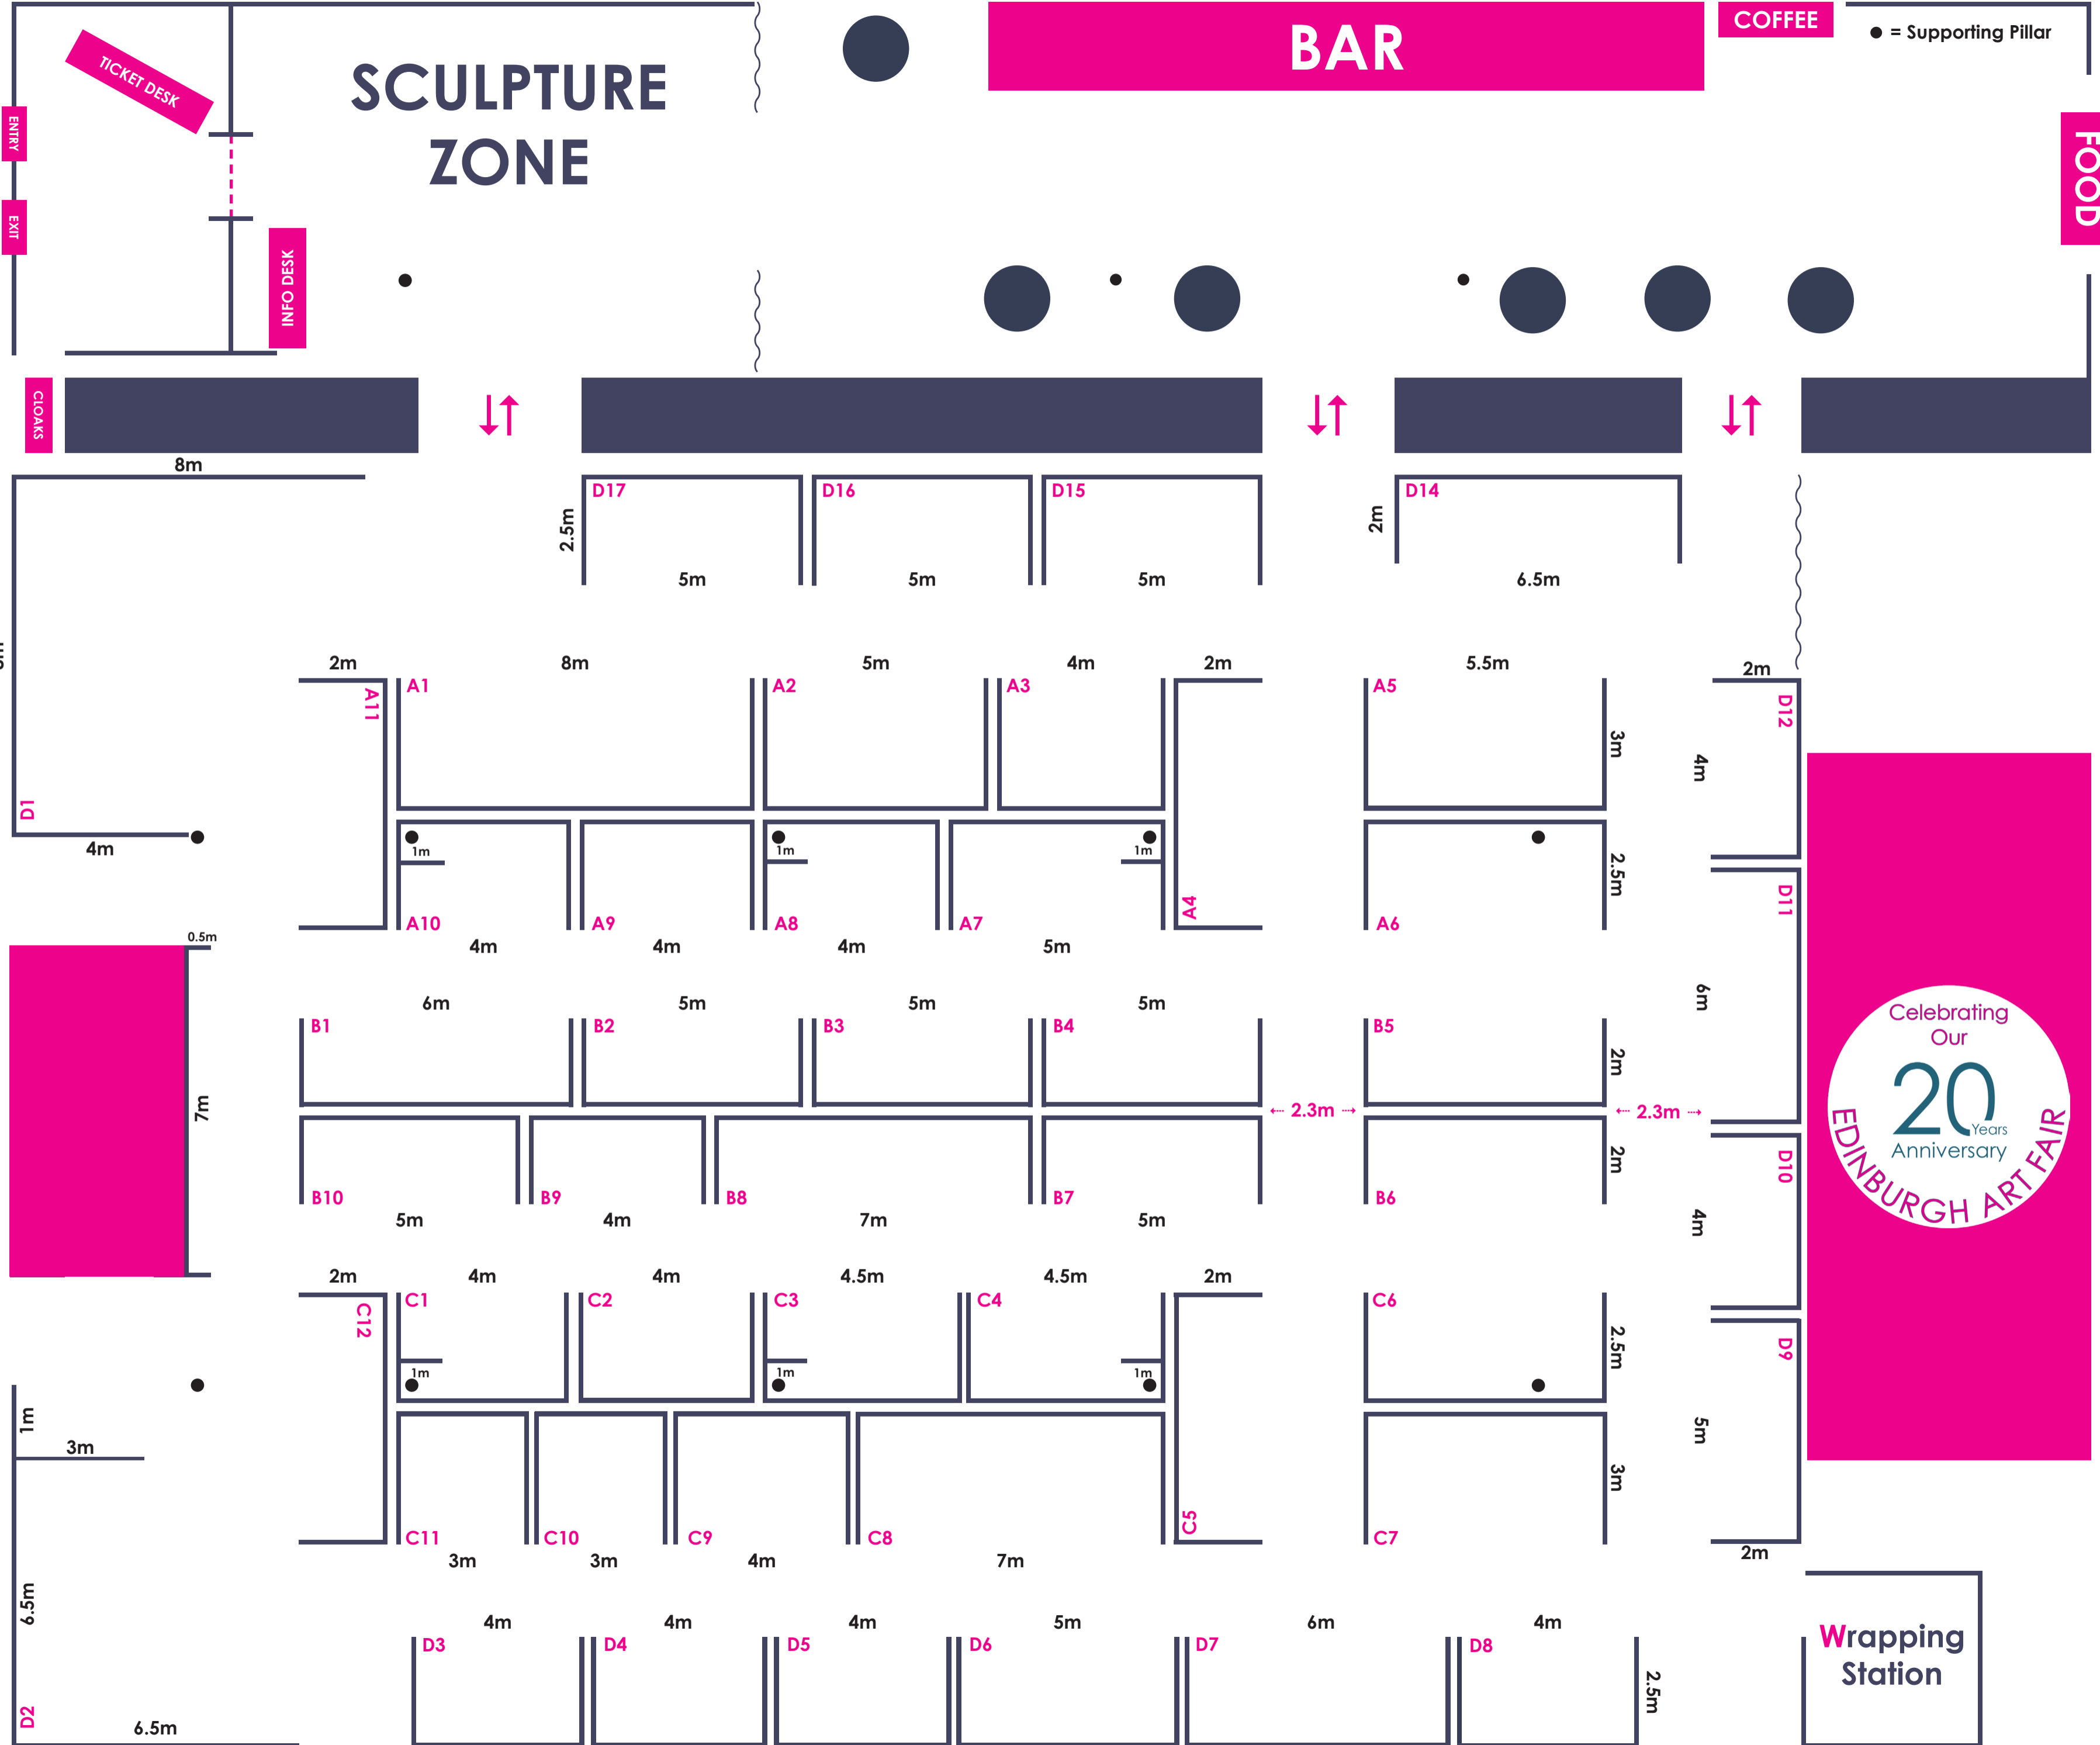 BAR
COFFEE
= Supporting Pillar
TICKET DESK
SCULPTURE
ZONE
ENTRY
EXIT
FOOD
INFO DESK
CLOAKS
8m
D17
D16
D15
D14
2.5m
2m
5m
5m
5m
6.5m
2m
8m
5m
4m
2m
5.5m
2m
A11
A1
A2
A3
A5
D12
3m
4m
D1
4m
1m
1m
1m
2.5m
D11
A10
A9
A8
A7
A4
A6
0.5m
4m
4m
4m
5m
6m
5m
5m
5m
6m
Celebrating
Our
20
Years
Anniversary
EDINBURGH ART FAIR
B1
B2
B3
B4
B5
2m
7m
2.3m
2.3m
2m
D10
B10
B9
B8
B7
B6
5m
4m
7m
5m
4m
2m
4m
4m
4.5m
4.5m
2m
C12
C1
C2
C3
C4
C6
2.5m
D9
1m
1m
1m
1m
3m
5m
3m
C11
C10
C9
C8
C5
C7
3m
3m
4m
7m
2m
6.5m
4m
4m
4m
5m
6m
4m
D3
D4
D5
D6
D7
D8
2.5m
Wrapping
Station
D2
6.5m